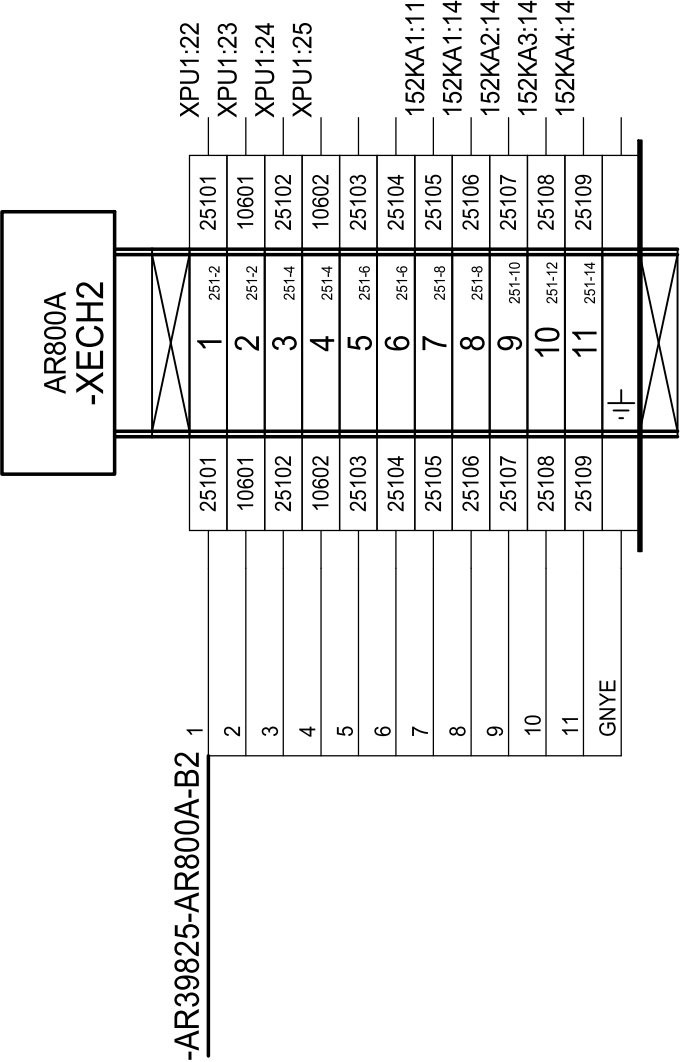 AR800A
-XECH2
-AR39825-AR800A-B2
1 25101 1 251-2 25101 XPU1:22
2 10601 2 251-2 10601 XPU1:23
3 25102 3 251-4 25102 XPU1:24
4 10602 4 251-4 10602 XPU1:25
5 25103 5 251-6 25103
6 25104 6 251-6 25104
7 25105 7 251-8 25105 152KA1:11
8 25106 8 251-8 25106 152KA1:14
9 25107 9 251-10 25107 152KA2:14
10 25108 10 251-12 25108 152KA3:14
11 25109 11 251-14 25109 152KA4:14
GNYE